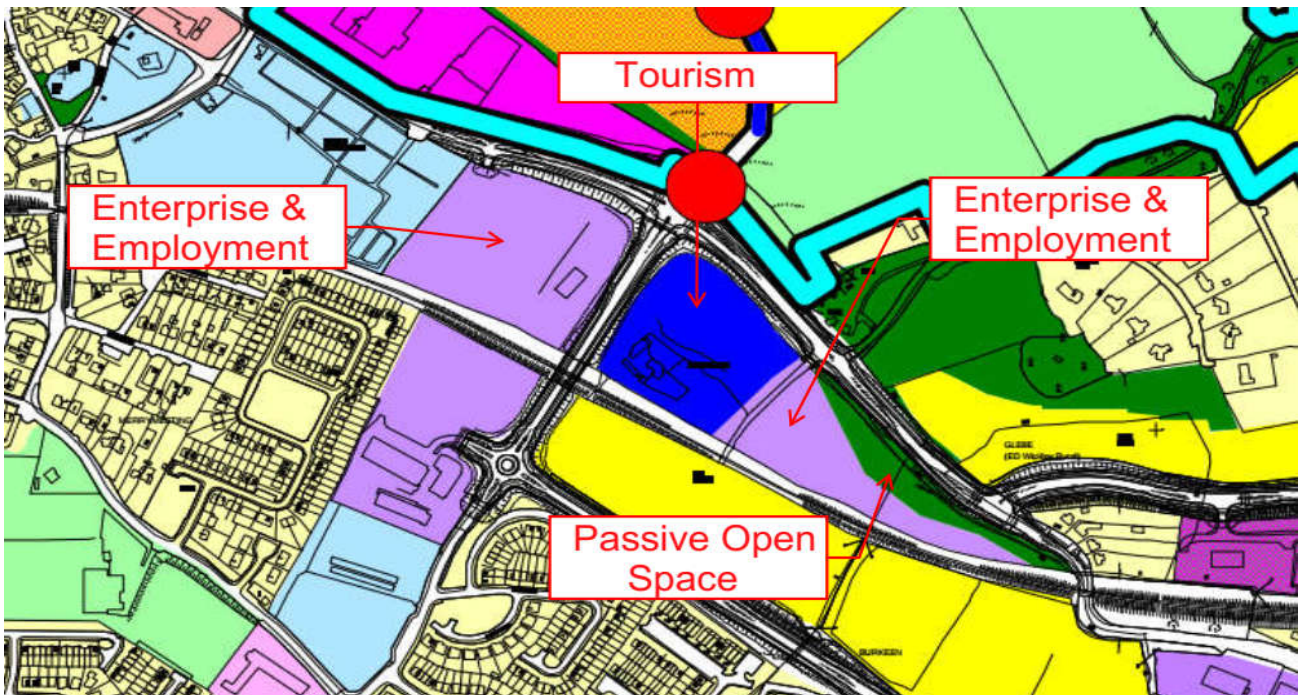 Tourism
Enterprise &
Employment
Enterprise &
Employment
Passive Open
Space
GLEBE
BURKEEN